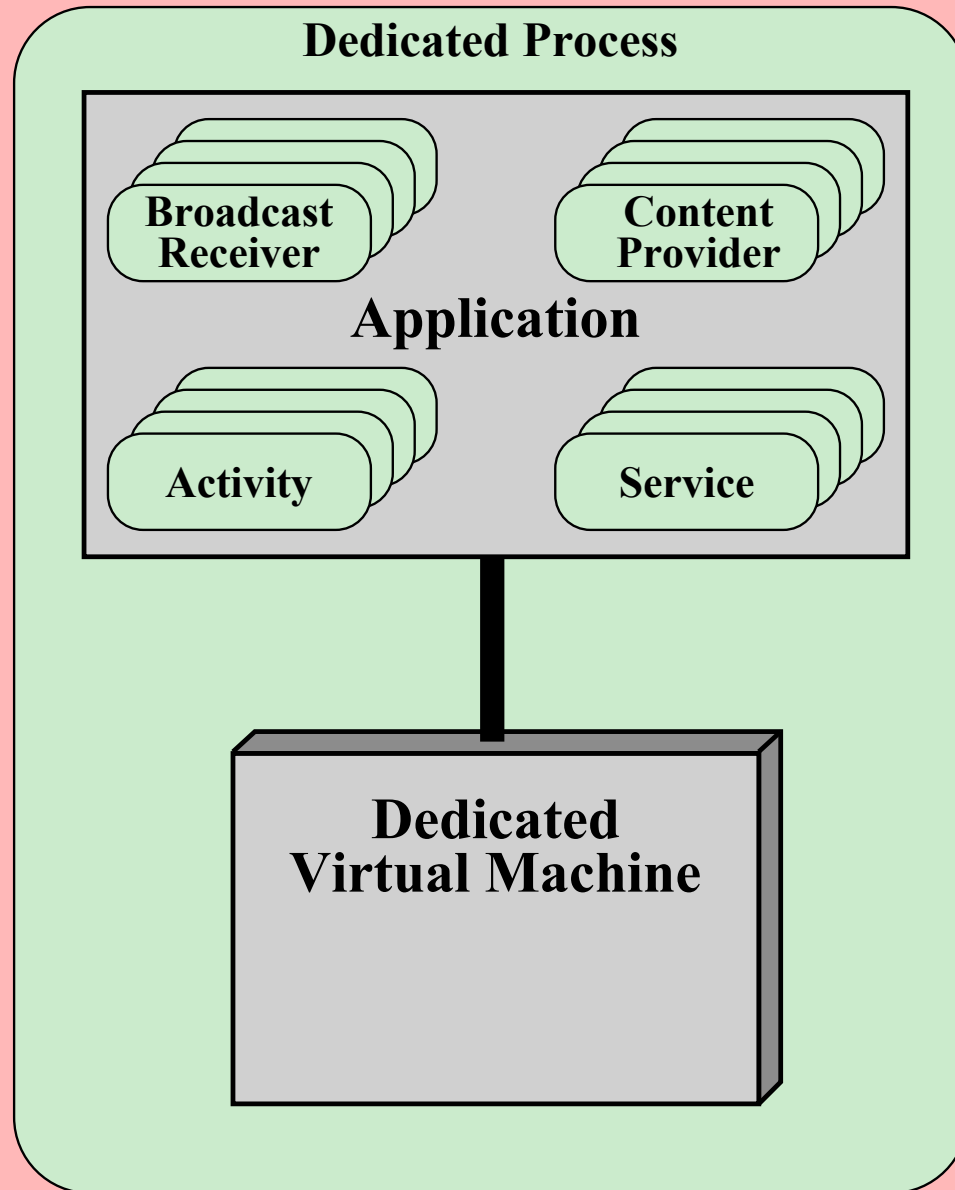 Dedicated Process
Broadcast
Receiver
Content
Provider
Application
Activity
Service
Dedicated
Virtual Machine